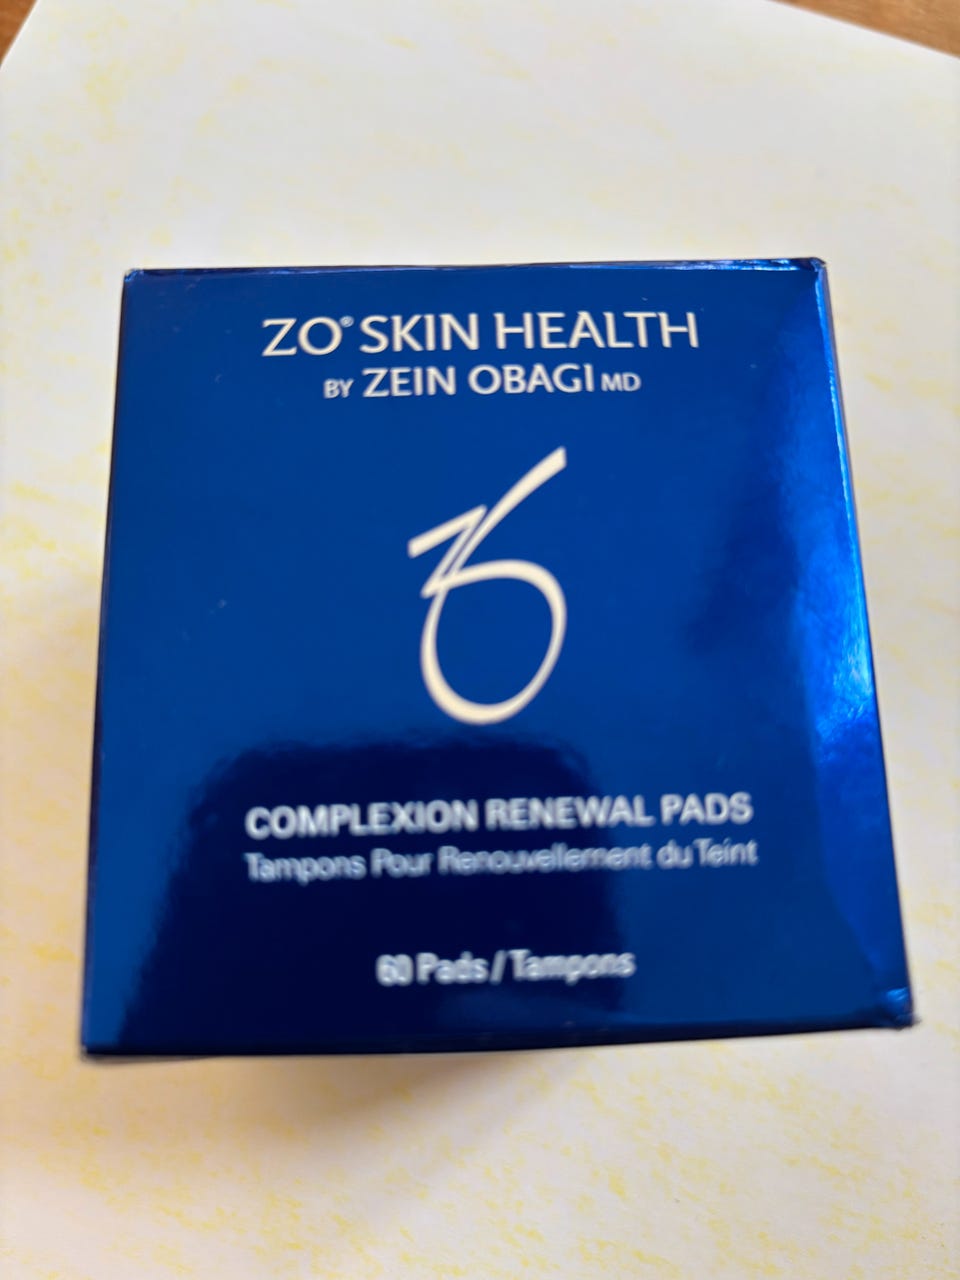 ZO® SKIN HEALTH
BY ZEIN OBAGI MD
COMPLEXION RENEWAL PADS
Tampons Pour Renouvellement du Teint
60 Pads / Tampons